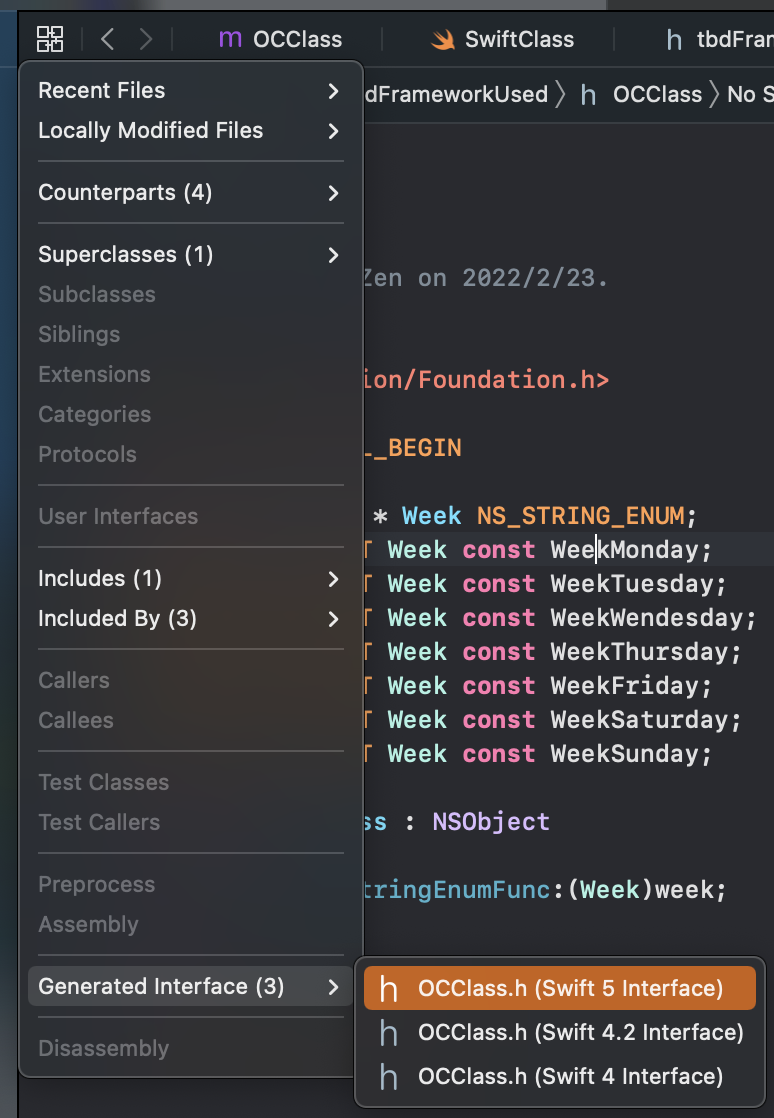 m OCClass
SwiftClass
h tbdFran
Recent Files
dFrameworkUsed 〉 h OCClass 〉 No S
Locally Modified Files
Counterparts (4)
Superclasses (1)
Zen on 2022/2/23.
Subclasses
Siblings
Extensions
ion/Foundation.h>
Categories
Protocols
L_BEGIN
User Interfaces
* Week NS_STRING_ENUM;
T Week const WeekMonday;
Includes (1)
T Week const WeekTuesday;
Included By (3)
T Week const WeekWendesday;
T Week const WeekThursday;
Callers
T Week const WeekFriday;
Callees
T Week const WeekSaturday;
T Week const WeekSunday;
Test Classes
Test Callers
ss : NSObject
Preprocess
tringEnumFunc:(Week)week;
Assembly
Generated Interface (3)
h OCClass.h (Swift 5 Interface)
h OCClass.h (Swift 4.2 Interface)
Disassembly
h OCClass.h (Swift 4 Interface)